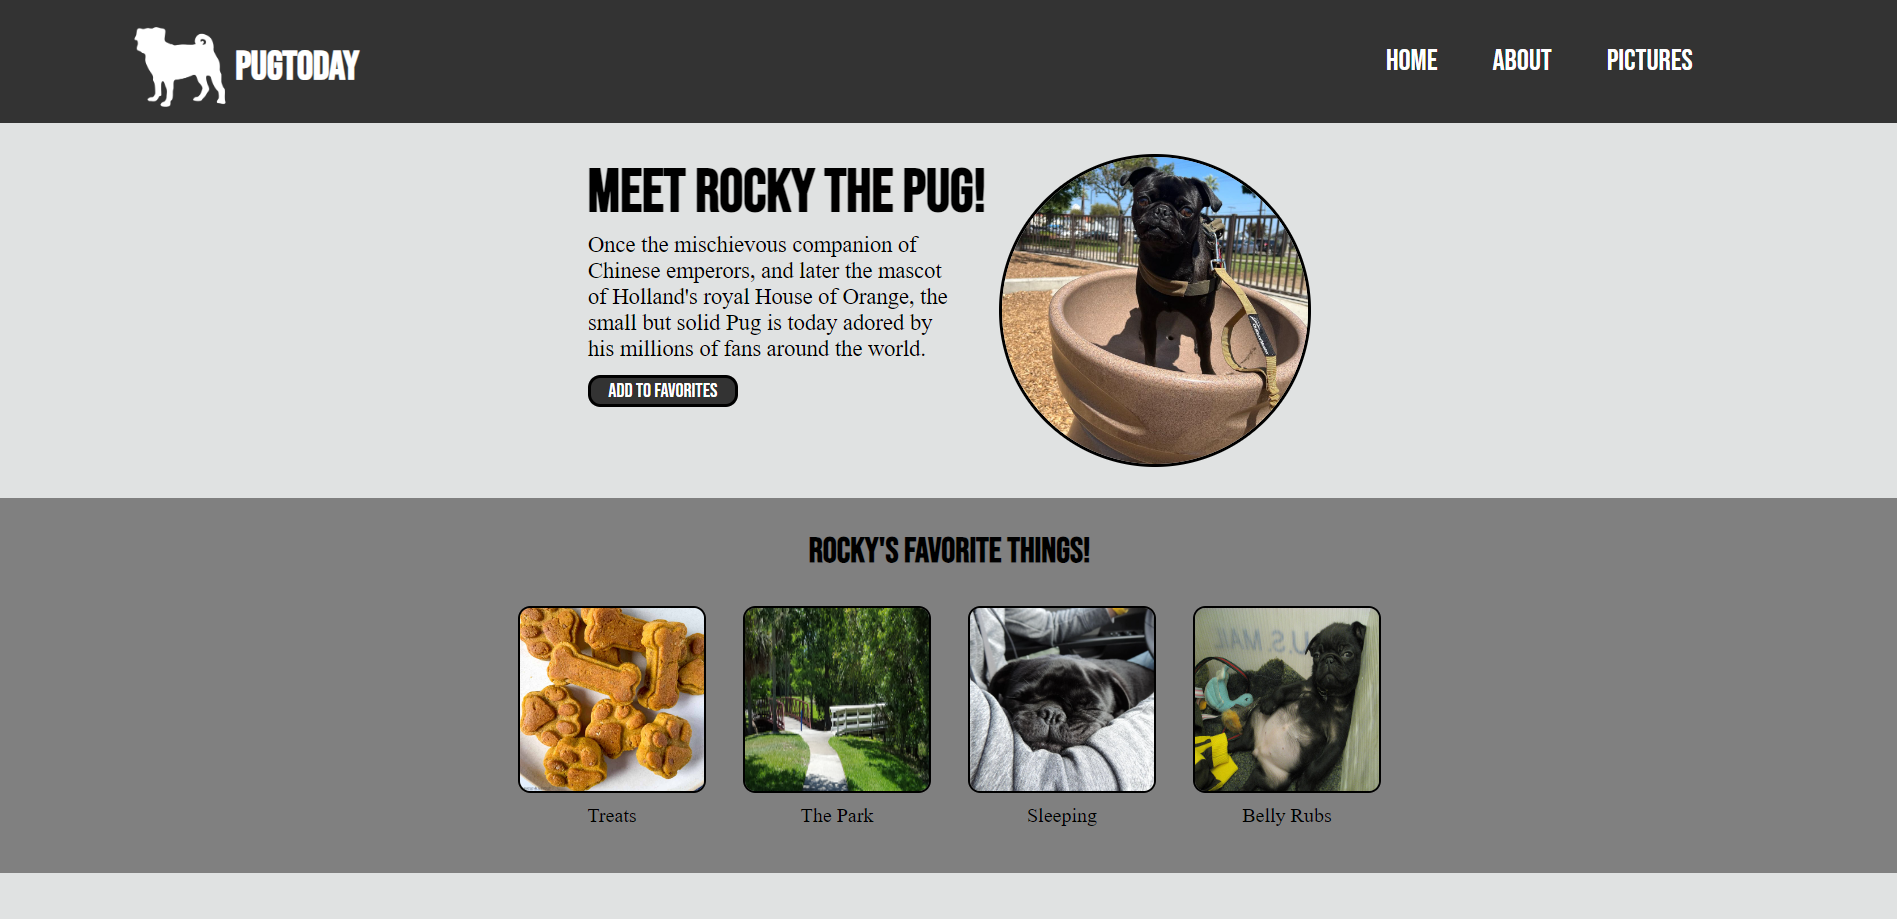 PUGTODAY
HOME ABOUT PICTURES
MEET ROCKY THE PUG!
Once the mischievous companion of
Chinese emperors, and later the mascot
of Holland's royal House of Orange, the
small but solid Pug is today adored by
his millions of fans around the world.
ADD TO FAVORITES
ROCKY'S FAVORITE THINGS!
U.S. MAIL
Treats
The Park
Sleeping
Belly Rubs